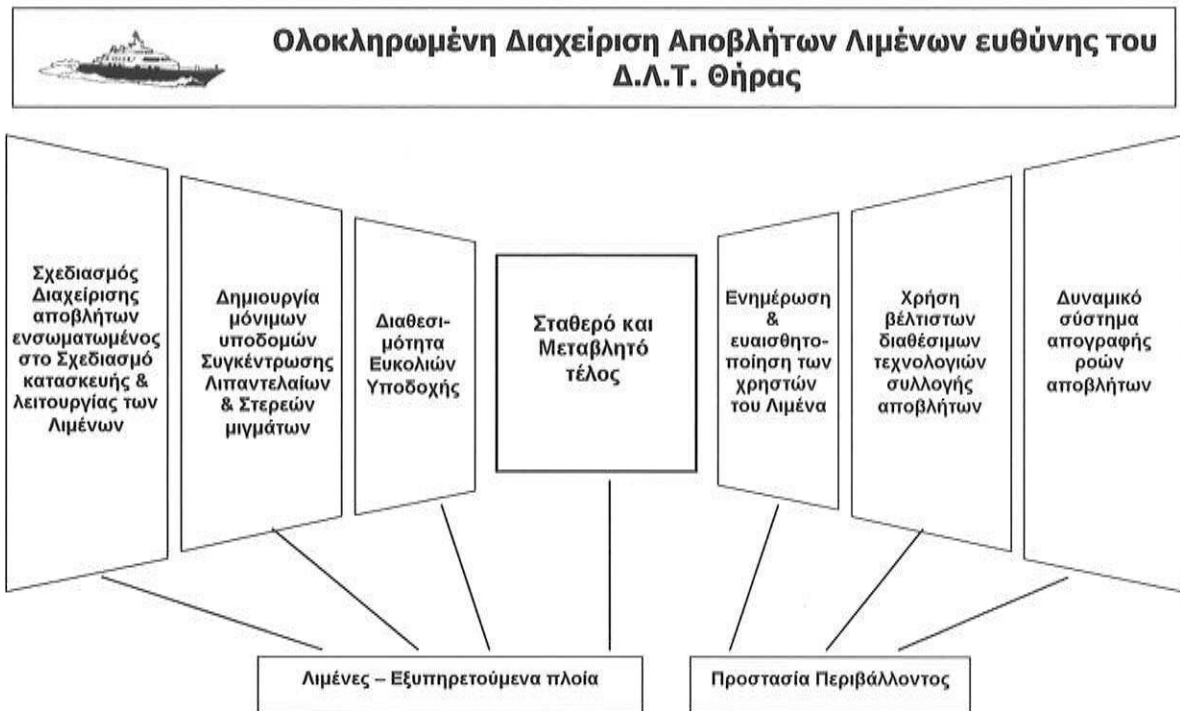 Ολοκληρωμένη Διαχείριση Αποβλήτων Λιμένων ευθύνης του
Δ.Λ.Τ. Θήρας
Σχεδιασμός
Διαχείρισης
αποβλήτων
ενσωματωμένος
στο Σχεδιασμό
κατασκευής &
λειτουργίας των
Λιμένων
Δημιουργία
μόνιμων
υποδομών
Συγκέντρωσης
Λιπαντελαίων
& Στερεών
μιγμάτων
Διαθεσι-
μότητα
Ευκολιών
Υποδοχής
Σταθερό και
Μεταβλητό
τέλος
Ενημέρωση
&
ευαισθητο-
ποίηση των
χρηστών
του Λιμένα
Χρήση
βέλτιστων
διαθέσιμων
τεχνολογιών
συλλογής
αποβλήτων
Δυναμικό
σύστημα
απογραφής
ροών
αποβλήτων
Λιμένες – Εξυπηρετούμενα πλοία
Προστασία Περιβάλλοντος